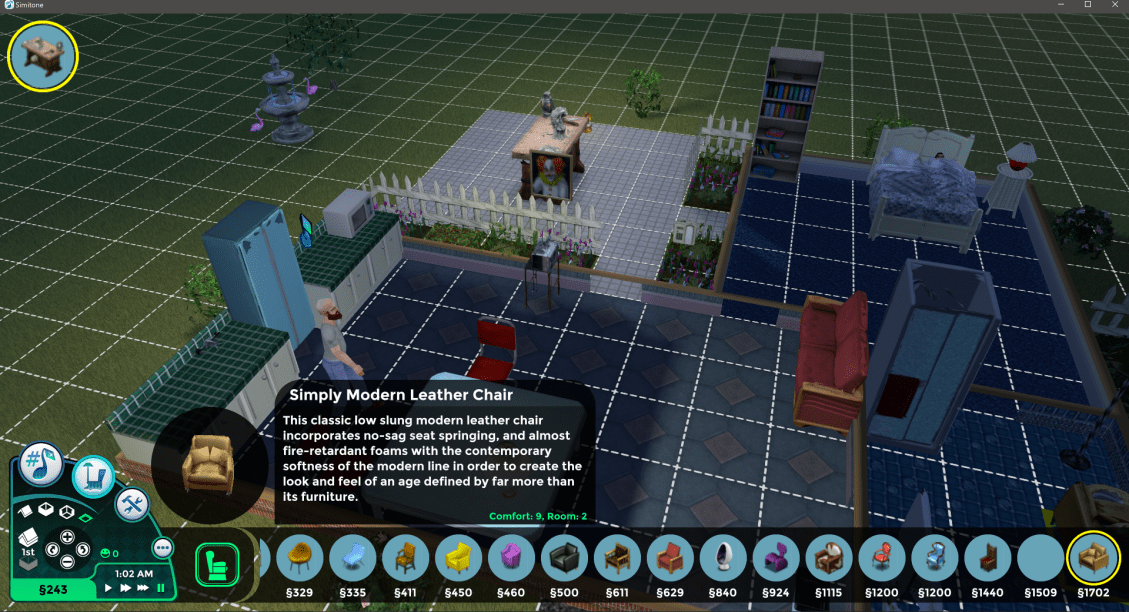 Simitone
Simply Modern Leather Chair
This classic low slung modern leather chair
incorporates no-sag seat springing, and almost
fire-retardant foams with the contemporary
softness of the modern line in order to create the
look and feel of an age defined by far more than
its furniture.
Comfort: 9, Room: 2
#
1st
0
1:02 AM
§243
§329 §335 §411 §450 §460 §500 §611 §629 §840 §924 §1115 §1200 §1200 §1440 §1509 §1702